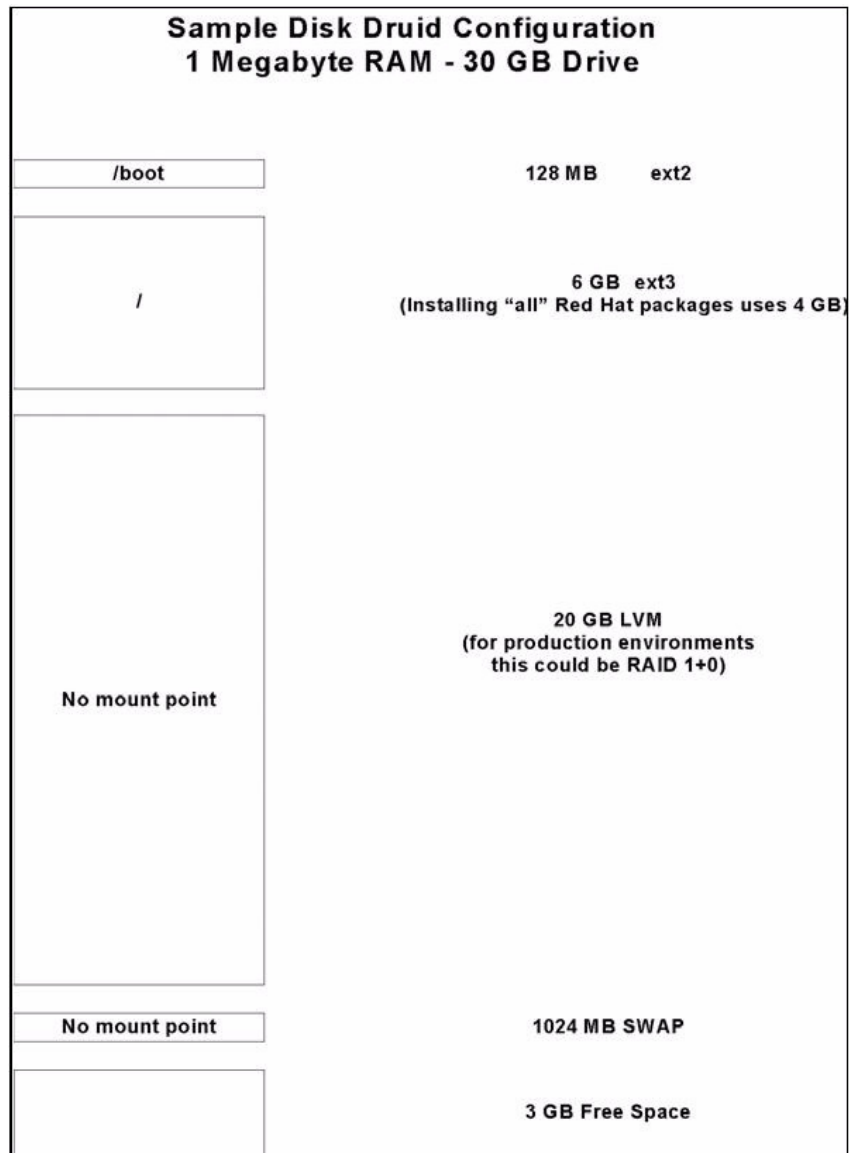 Sample Disk Druid Configuration
1 Megabyte RAM - 30 GB Drive
/boot
128 MB ext2
/
6 GB ext3
(Installing “all” Red Hat packages uses 4 GB)
No mount point
20 GB LVM
(for production environments
this could be RAID 1+0)
No mount point
1024 MB SWAP
3 GB Free Space